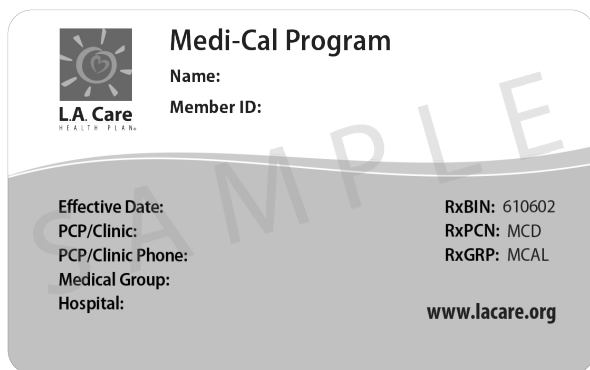 Medi-Cal Program
Name:
Member ID:
L.A. Care
HEALTH PLAN®
SAMPLE
Effective Date:
PCP/Clinic:
PCP/Clinic Phone:
Medical Group:
Hospital:
RxBIN: 610602
RxPCN: MCD
RxGRP: MCAL
www.lacare.org